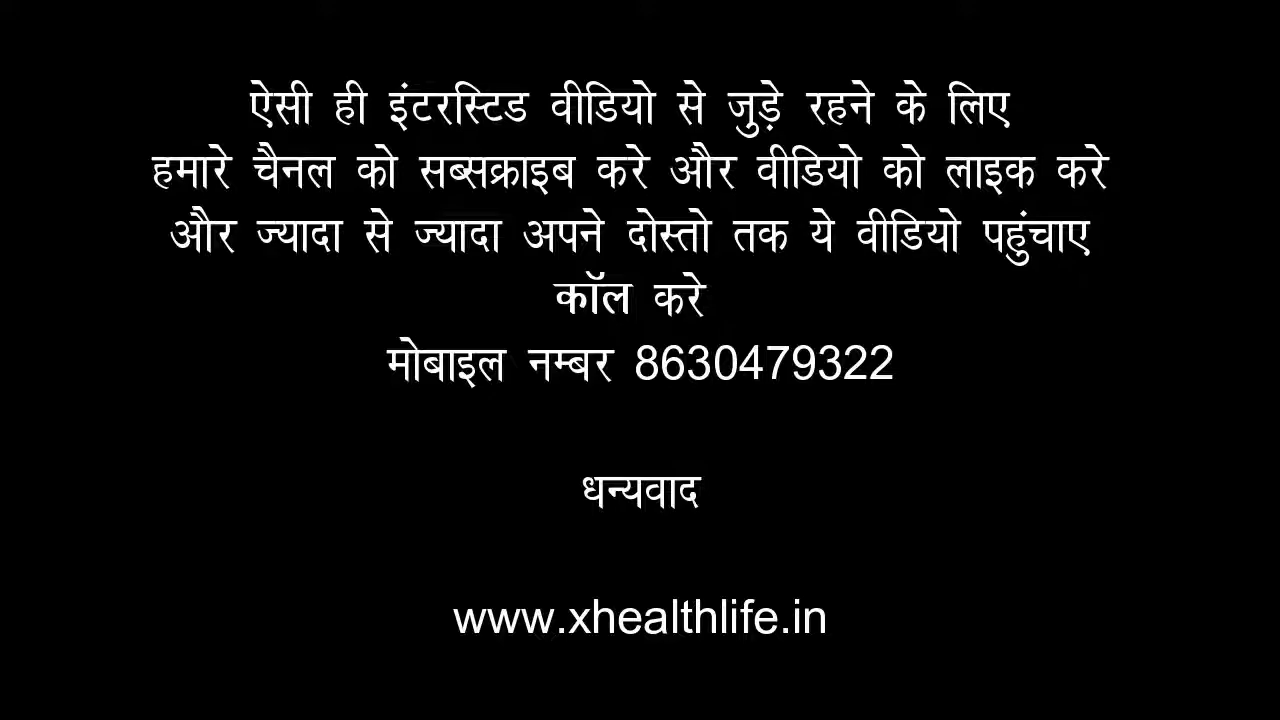 ऐसी ही इंटरस्टिड वीडियो से जुड़े रहने के लिए
हमारे चैनल को सब्सक्राइब करे और वीडियो को लाइक करे
और ज्यादा से ज्यादा अपने दोस्तो तक ये वीडियो पहुंचाए
कॉल करे
मोबाइल नम्बर 8630479322
धन्यवाद
www.xhealthlife.in